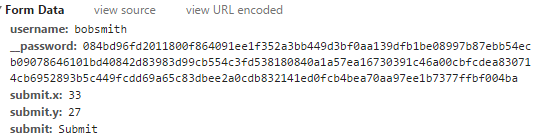 Form Data view source view URL encoded
username: bobsmith
__password: 084bd96fd2011800f864091ee1f352a3bb449d3bf0aa139dfb1be08997b87ebb54ec
b09078646101bd40842d83983d99cb554c3fd538180840a1a57ea16730391c46a00cbfcdea83071
4cb6952893b5c449fcdd69a65c83dbee2a0cdb832141ed0fcb4bea70aa97ee1b7377ffbf004ba
submit.x: 33
submit.y: 27
submit: Submit